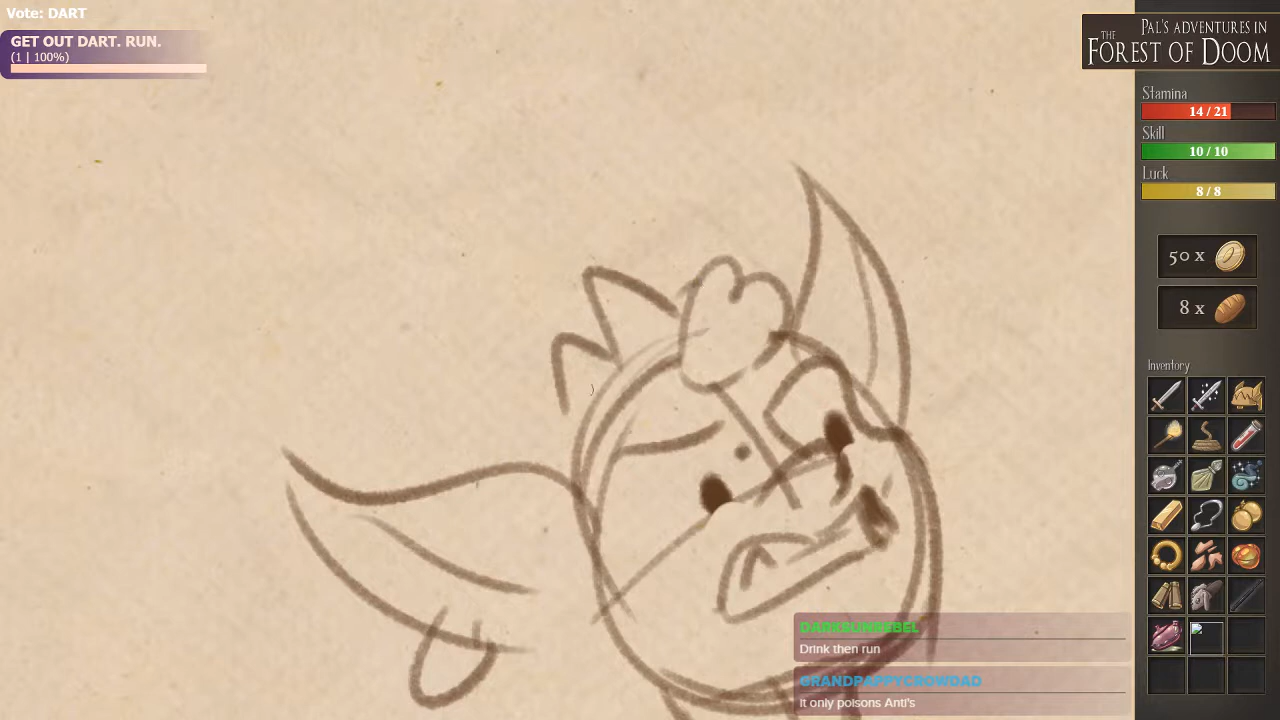 Vote: DART
GET OUT DART. RUN.
(1 | 100%)
PAL'S ADVENTURES IN
THE FOREST OF DOOM
Stamina
14 / 21
Skill
10 / 10
Luck
8 / 8
50 x
8 x
Inventory
DARKSUNREBEL
Drink then run
GRANDPAPPYCROWDAD
it only poisons Anti's